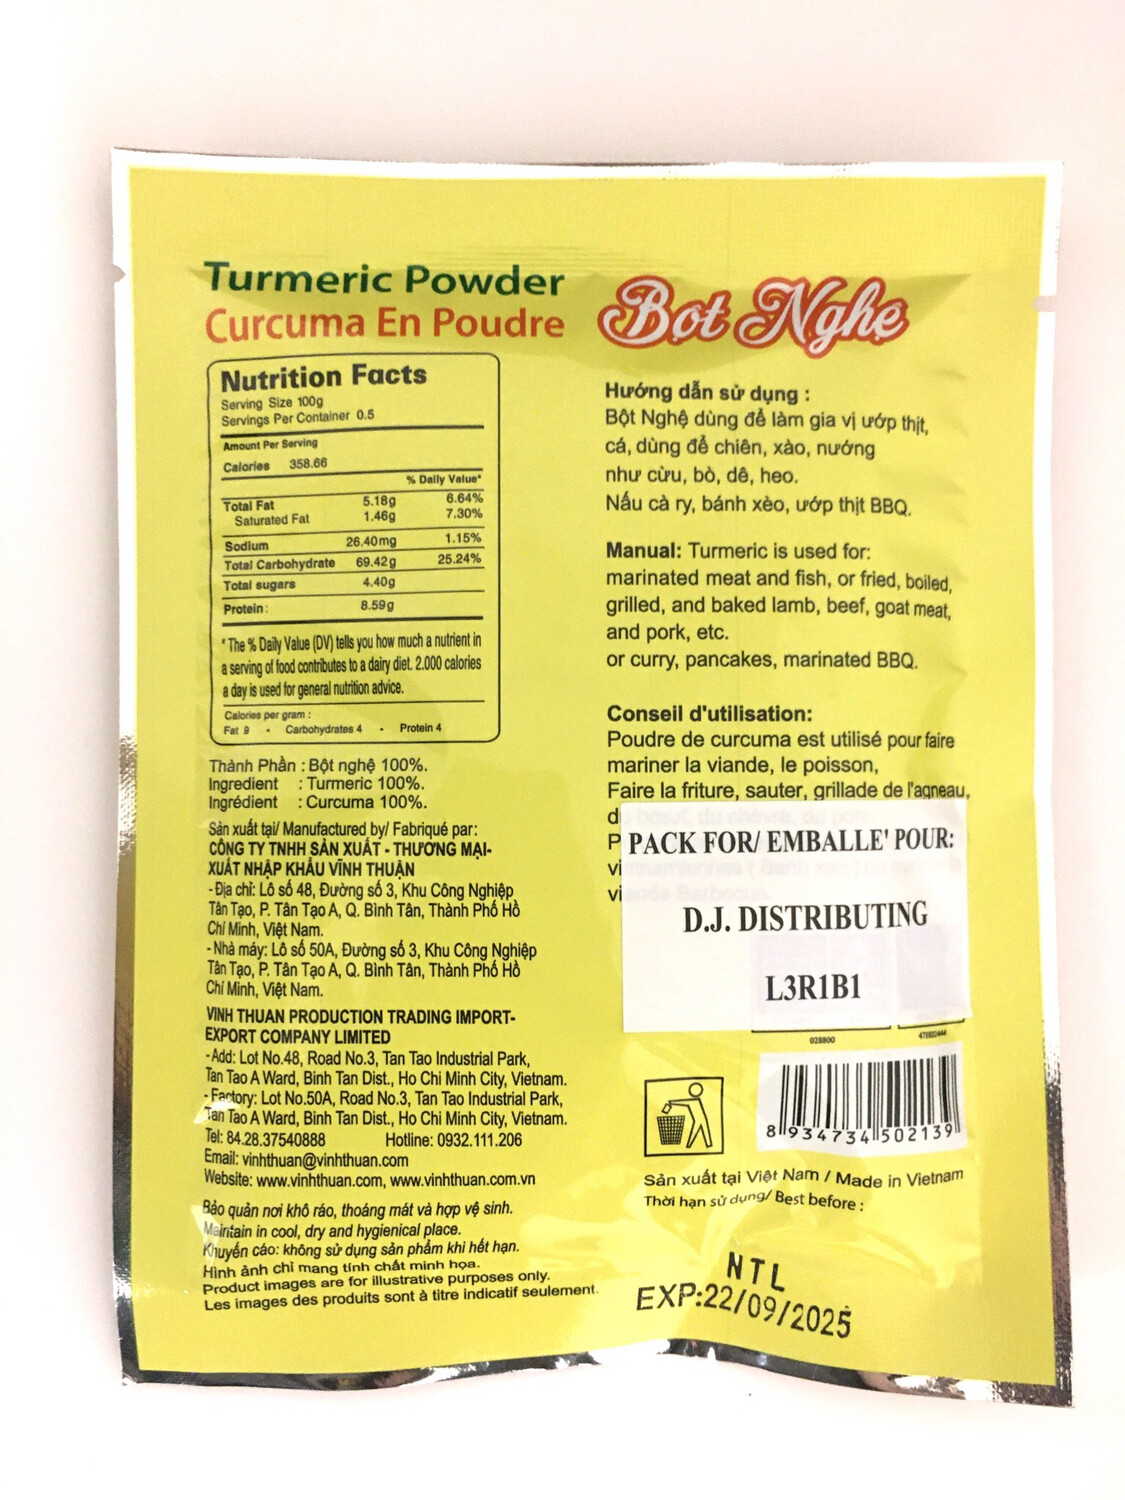 Turmeric Powder
Curcuma En Poudre
Bột Nghệ
Nutrition Facts
Serving Size 100g
Servings Per Container 0.5
Amount Per Serving
Calories 358.66
% Daily Value*
Total Fat 5.18g 6.64%
Saturated Fat 1.46g 7.30%
Sodium 26.40mg 1.15%
Total Carbohydrate 69.42g 25.24%
Total sugars 4.40g
Protein: 8.59g
* The % Daily Value (DV) tells you how much a nutrient in
a serving of food contributes to a dairy diet. 2.000 calories
a day is used for general nutrition advice.
Calories per gram :
Fat 9 • Carbohydrates 4 • Protein 4
Thành Phần : Bột nghệ 100%.
Ingredient : Turmeric 100%.
Ingrédient : Curcuma 100%.
Sản xuất tại/ Manufactured by/ Fabriqué par:
CÔNG TY TNHH SẢN XUẤT - THƯƠNG MẠI-
XUẤT NHẬP KHẨU VĨNH THUẬN
- Địa chỉ: Lô số 48, Đường số 3, Khu Công Nghiệp
Tân Tạo, P. Tân Tạo A, Q. Bình Tân, Thành Phố Hồ
Chí Minh, Việt Nam.
- Nhà máy: Lô số 50A, Đường số 3, Khu Công Nghiệp
Tân Tạo, P. Tân Tạo A, Q. Bình Tân, Thành Phố Hồ
Chí Minh, Việt Nam.
VINH THUAN PRODUCTION TRADING IMPORT-
EXPORT COMPANY LIMITED
- Add: Lot No.48, Road No.3, Tan Tao Industrial Park,
Tan Tao A Ward, Binh Tan Dist., Ho Chi Minh City, Vietnam.
- Factory: Lot No.50A, Road No.3, Tan Tao Industrial Park,
Tan Tao A Ward, Binh Tan Dist., Ho Chi Minh City, Vietnam.
Tel: 84.28.37540888 Hotline: 0932.111.206
Email: vinhthuan@vinhthuan.com
Website: www.vinhthuan.com, www.vinhthuan.com.vn
Bảo quản nơi khô ráo, thoáng mát và hợp vệ sinh.
Maintain in cool, dry and hygienical place.
Khuyến cáo: không sử dụng sản phẩm khi hết hạn.
Hình ảnh chỉ mang tính chất minh họa.
Product images are for illustrative purposes only.
Les images des produits sont à titre indicatif seulement.
Hướng dẫn sử dụng :
Bột Nghệ dùng để làm gia vị ướp thịt,
cá, dùng để chiên, xào, nướng
như cừu, bò, dê, heo.
Nấu cà ry, bánh xèo, ướp thịt BBQ.
Manual: Turmeric is used for:
marinated meat and fish, or fried, boiled,
grilled, and baked lamb, beef, goat meat,
and pork, etc.
or curry, pancakes, marinated BBQ.
Conseil d'utilisation:
Poudre de curcuma est utilisé pour faire
mariner la viande, le poisson,
Faire la friture, sauter, grillade de l'agneau,
PACK FOR/ EMBALLE' POUR:
D.J. DISTRIBUTING
L3R1B1
028800
8 934734 502139
Sản xuất tại Việt Nam / Made in Vietnam
Thời hạn sử dụng/ Best before :
NTL
EXP:22/09/2025